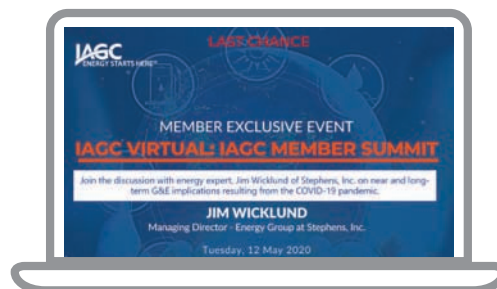 LAST CHANCE
IAGC
ENERGY STARTS HERE™
MEMBER EXCLUSIVE EVENT
IAGC VIRTUAL: IAGC MEMBER SUMMIT
Join the discussion with energy expert, Jim Wicklund of Stephens, Inc. on near and long-
term G&E implications resulting from the COVID-19 pandemic.
JIM WICKLUND
Managing Director - Energy Group at Stephens, Inc.
Tuesday, 12 May 2020